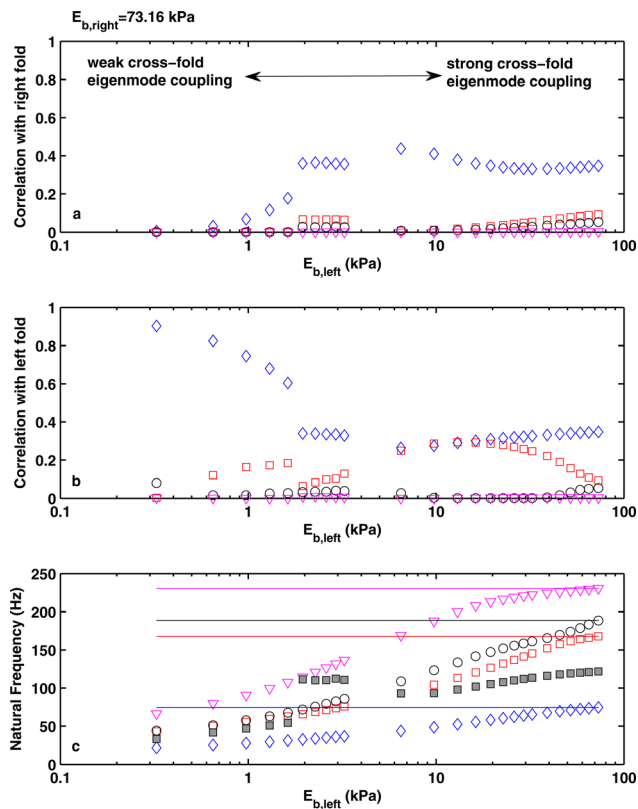 E_b,right=73.16 kPa
1
0.8
0.6
0.4
0.2
0
weak cross-fold
eigenmode coupling
strong cross-fold
eigenmode coupling
a
Correlation with right fold
0.1
1
10
100
E_b,left (kPa)
1
0.8
0.6
0.4
0.2
0
b
Correlation with left fold
0.1
1
10
100
E_b,left (kPa)
250
200
150
100
50
0
c
Natural Frequency (Hz)
0.1
1
10
100
E_b,left (kPa)